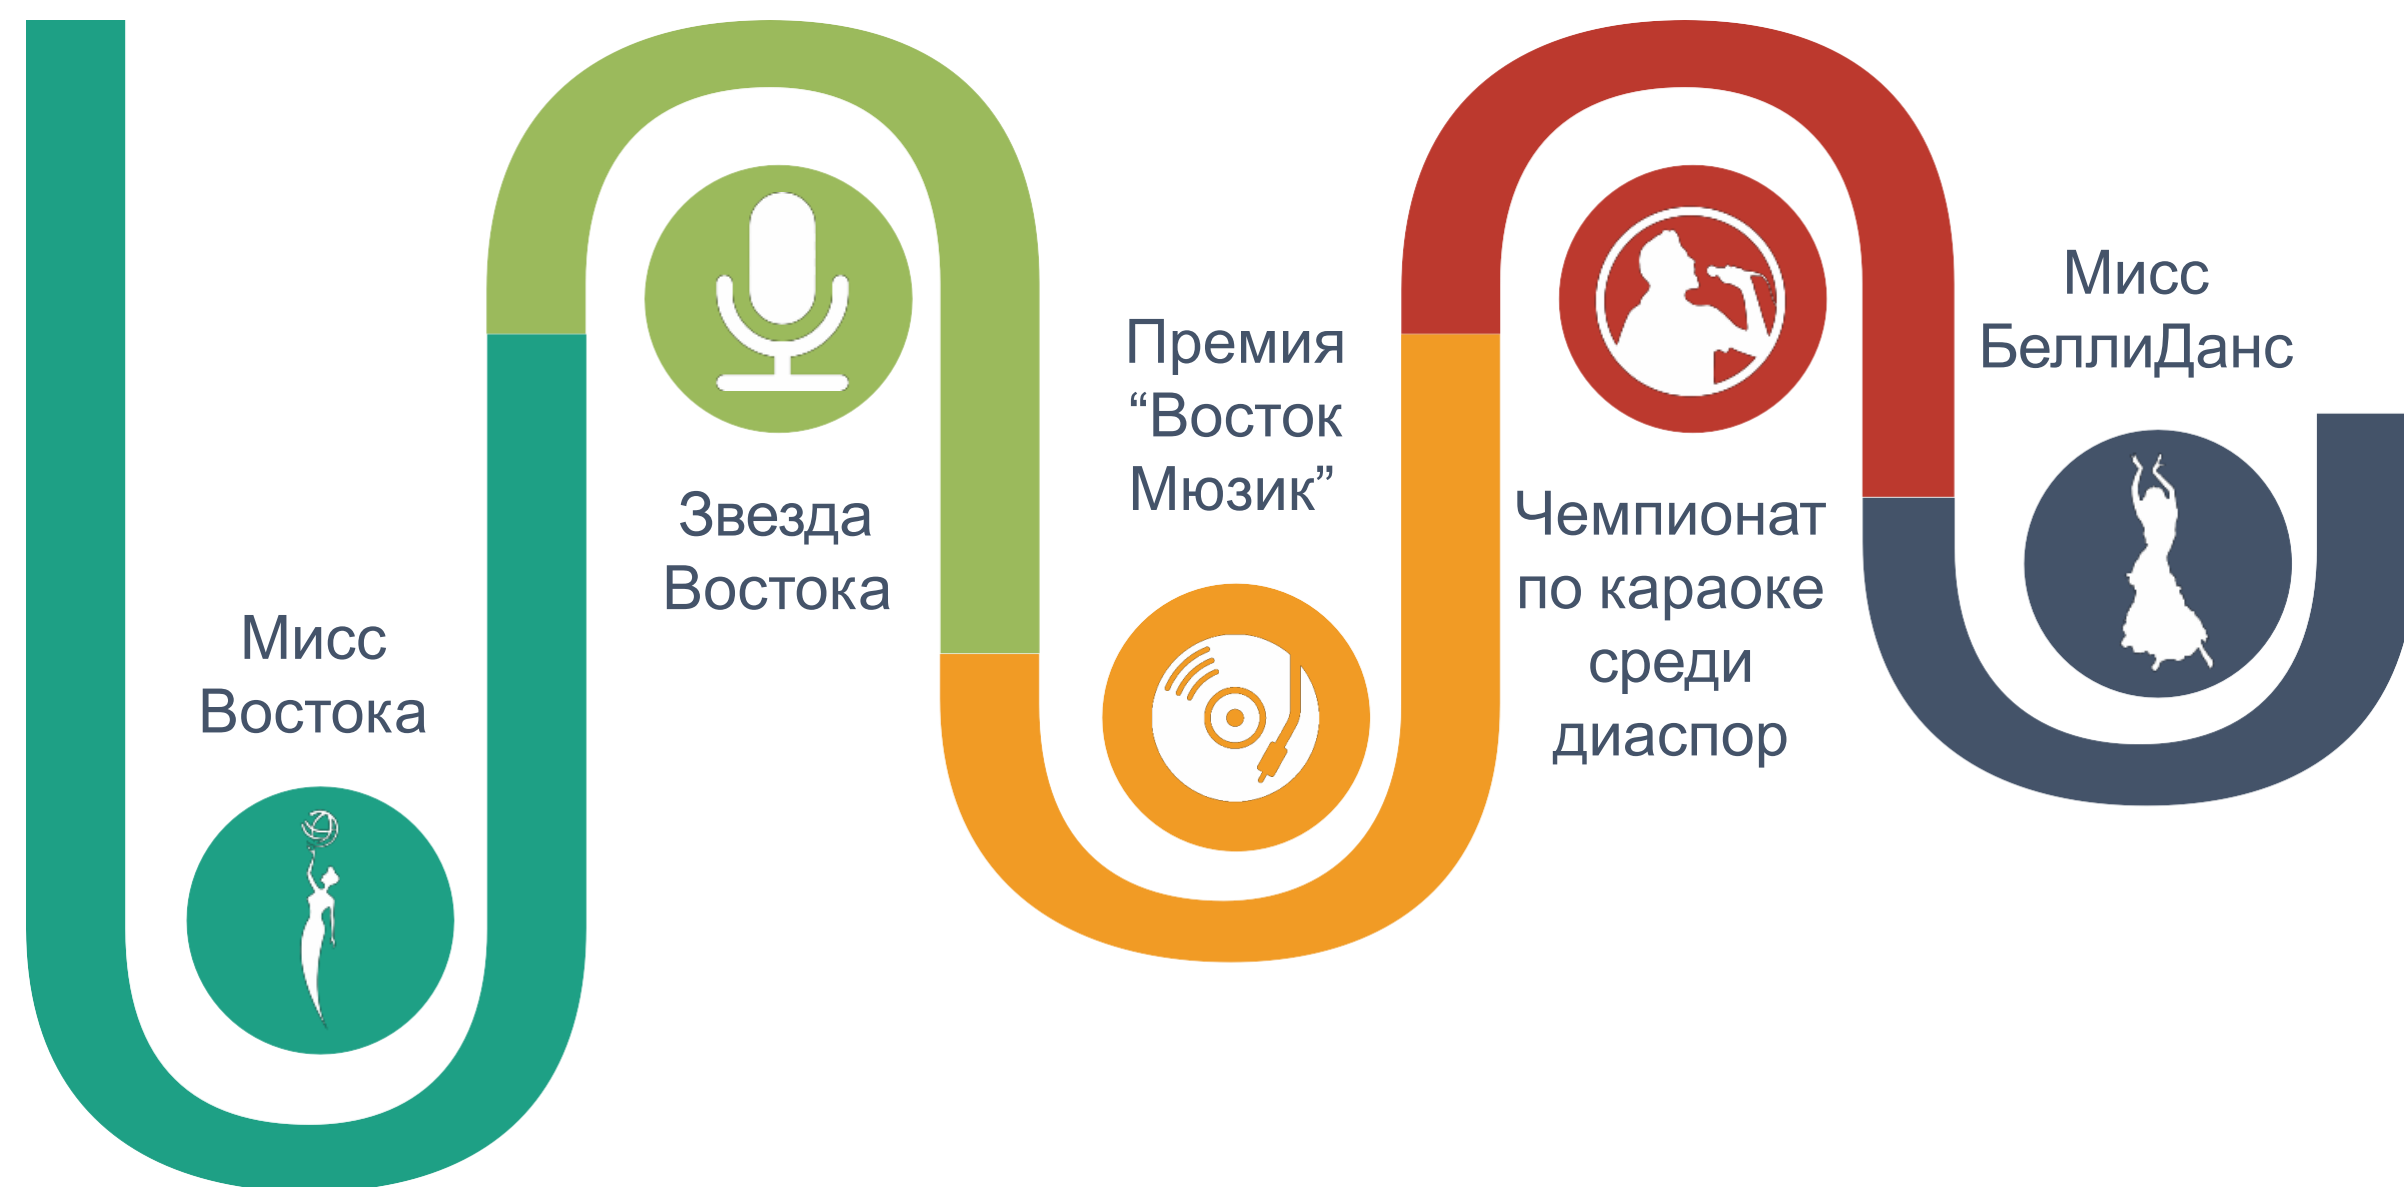 Мисс
Востока
Звезда
Востока
Премия
“Восток
Мюзик”
Чемпионат
по караоке
среди
диаспор
Мисс
БеллиДанс